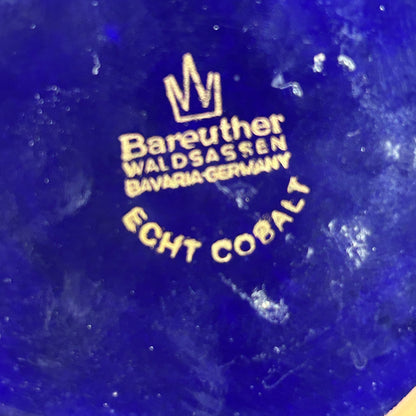 Bareuther
WALDSASSEN
BAVARIA-GERMANY
ECHT COBALT